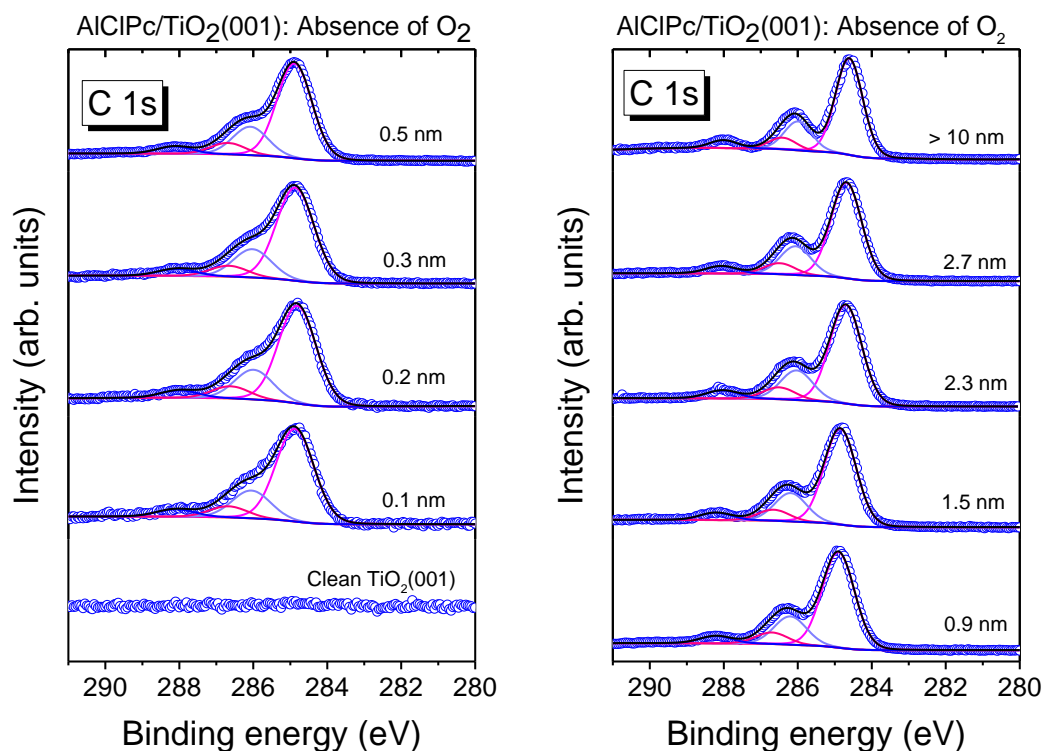 AlClPc/TiO₂(001): Absence of O₂
C 1s
0.5 nm
0.3 nm
0.2 nm
0.1 nm
Clean TiO₂(001)
Intensity (arb. units)
290 288 286 284 282 280
Binding energy (eV)
AlClPc/TiO₂(001): Absence of O₂
C 1s
> 10 nm
2.7 nm
2.3 nm
1.5 nm
0.9 nm
Intensity (arb. units)
290 288 286 284 282 280
Binding energy (eV)